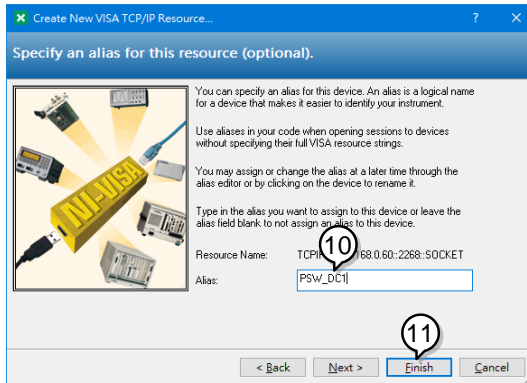 Create New VISA TCP/IP Resource...
Specify an alias for this resource (optional).
You can specify an alias for this device. An alias is a logical name
for a device that makes it easier to identify your instrument.
Use aliases in your code when opening sessions to devices
without specifying their full VISA resource strings.
You may assign or change the alias at a later time through the
alias editor or by clicking on the device to rename it.
Type in the alias you want to assign to this device or leave the
alias field blank to not assign an alias to this device.
NI-VISA
10
Resource Name: 168.0.60::2268::SOCKET
Alias: PSW_DC1
11
< Back Next > Finish Cancel